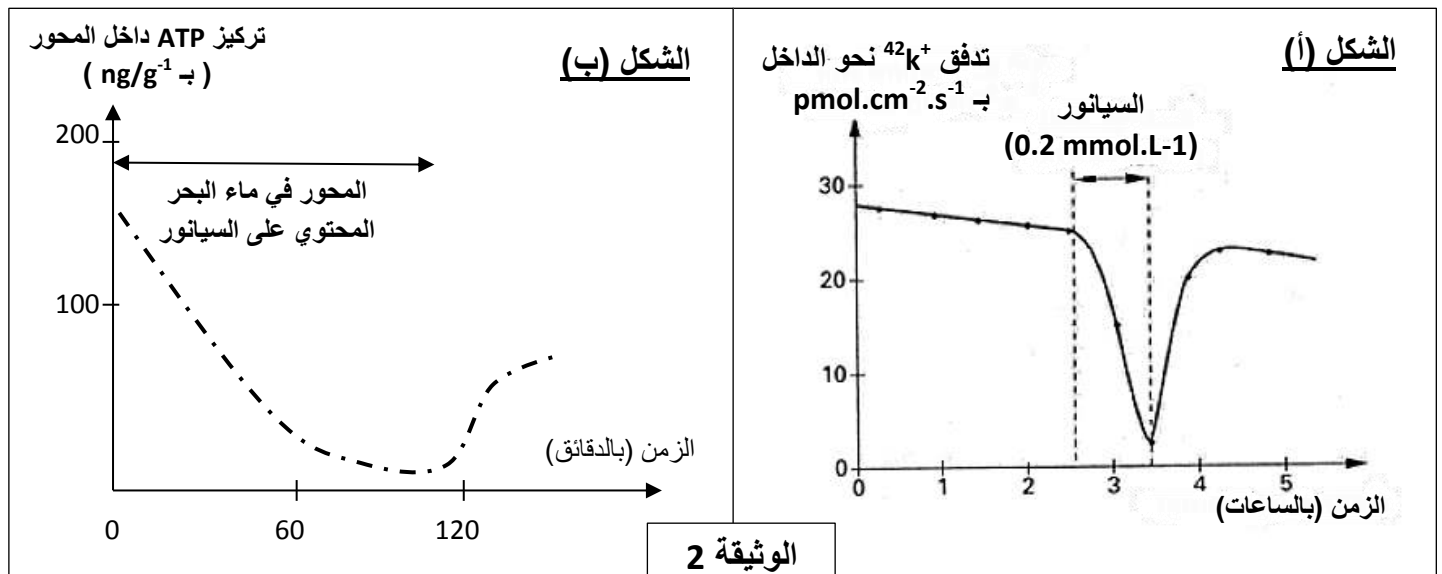 الشكل (أ)
تدفق ⁴²k⁺ نحو الداخل
بـ pmol.cm⁻².s⁻¹
السيانور
(0.2 mmol.L-1)
30
20
10
0
0 1 2 3 4 5
الزمن (بالساعات)
الشكل (ب)
تركيز ATP داخل المحور
( بـ ng/g⁻¹ )
200
المحور في ماء البحر
المحتوي على السيانور
100
الزمن (بالدقائق)
0 60 120
الوثيقة 2